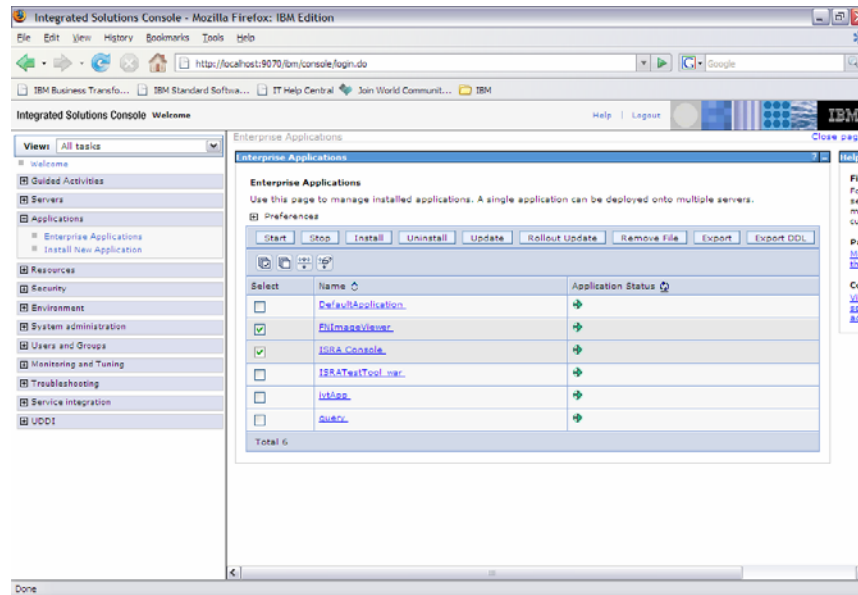 Integrated Solutions Console - Mozilla Firefox: IBM Edition
File Edit View History Bookmarks Tools Help
http://localhost:9070/ibm/console/login.do
Google
IBM Business Transfo... IBM Standard Softwa... IT Help Central Join World Communit... IBM
Integrated Solutions Console Welcome
Help | Logout
IBM
View: All tasks
Welcome
Guided Activities
Servers
Applications
Enterprise Applications
Install New Application
Resources
Security
Environment
System administration
Users and Groups
Monitoring and Tuning
Troubleshooting
Service integration
UDDI
Enterprise Applications
Close pag
Enterprise Applications
? -
Enterprise Applications
Use this page to manage installed applications. A single application can be deployed onto multiple servers.
Preferences
Start Stop Install Uninstall Update Rollout Update Remove File Export Export DDL
Select Name Application Status
DefaultApplication
FNImageViewer
ISRA Console
ISRATestTool war
ivtApp
query
Total 6
Help
Done